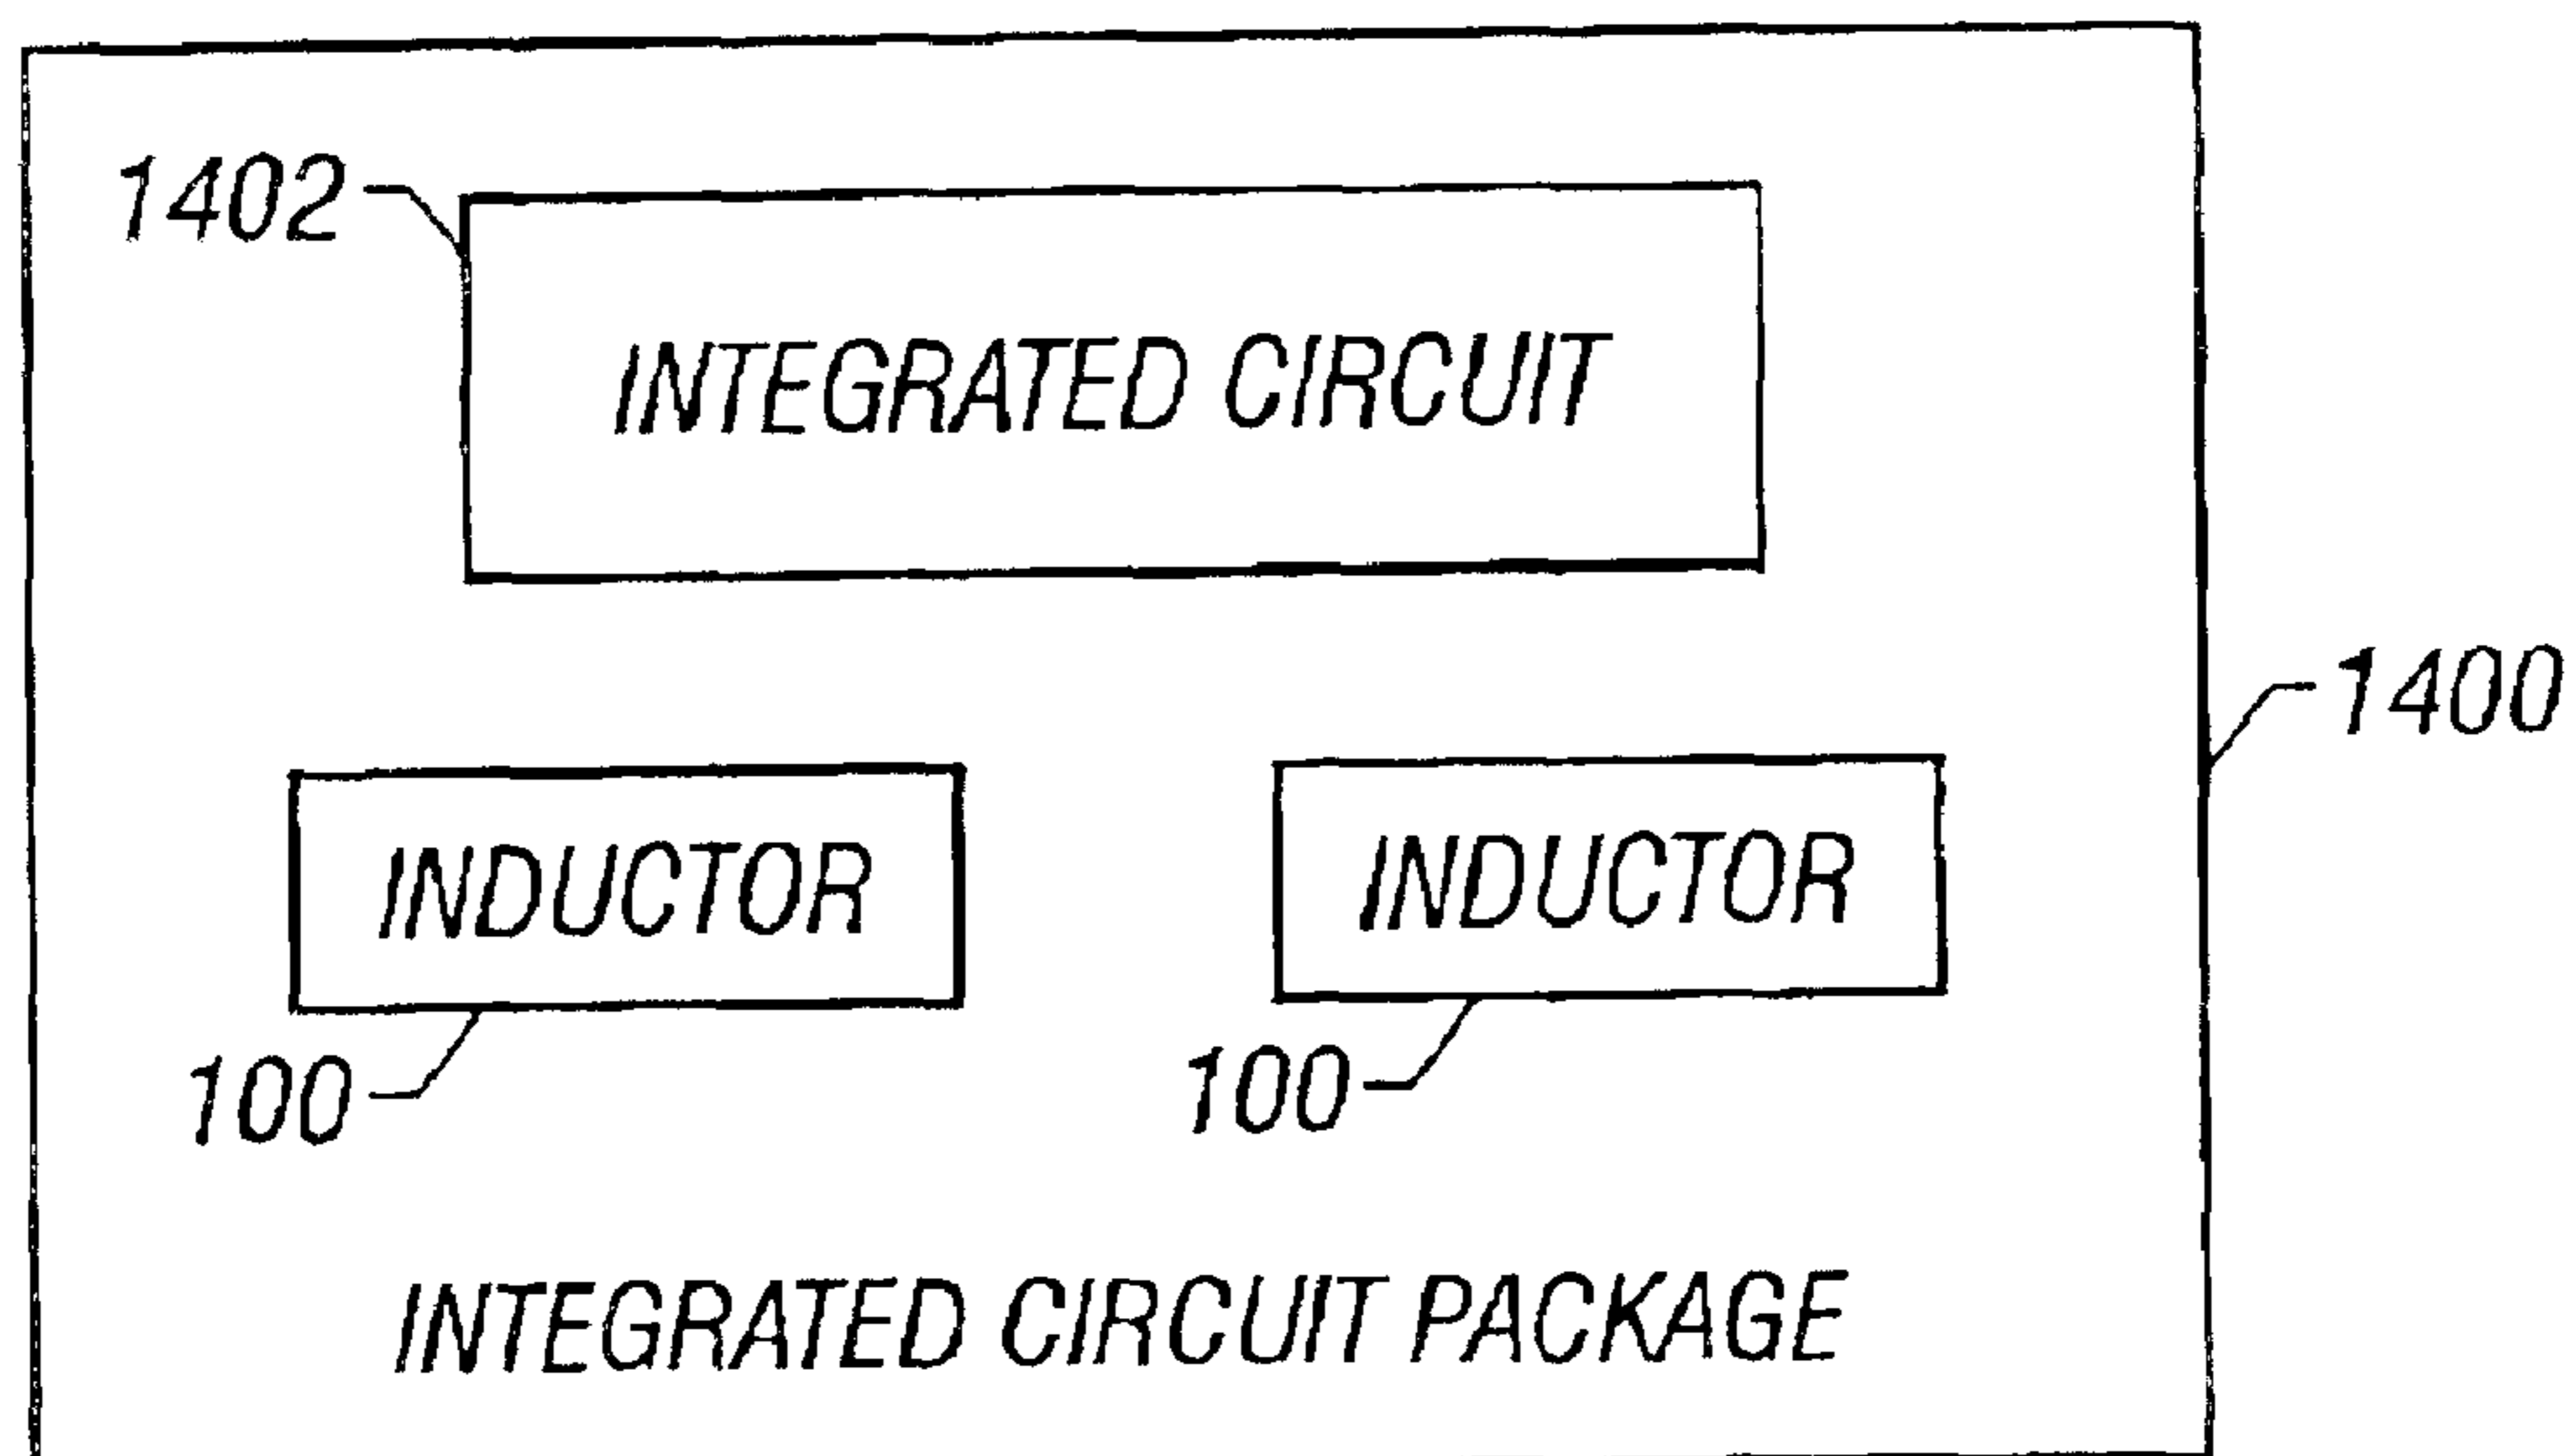 1402
INTEGRATED CIRCUIT
1400
INDUCTOR
INDUCTOR
100
100
INTEGRATED CIRCUIT PACKAGE